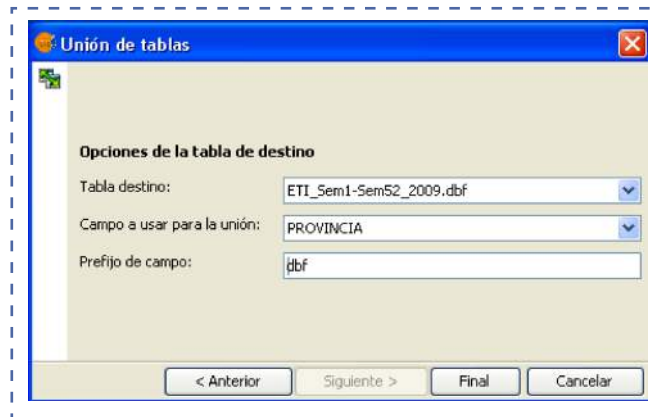 Unión de tablas
Opciones de la tabla de destino
Tabla destino: ETI_Sem1-Sem52_2009.dbf
Campo a usar para la unión: PROVINCIA
Prefijo de campo: dbf
< Anterior Siguiente > Final Cancelar